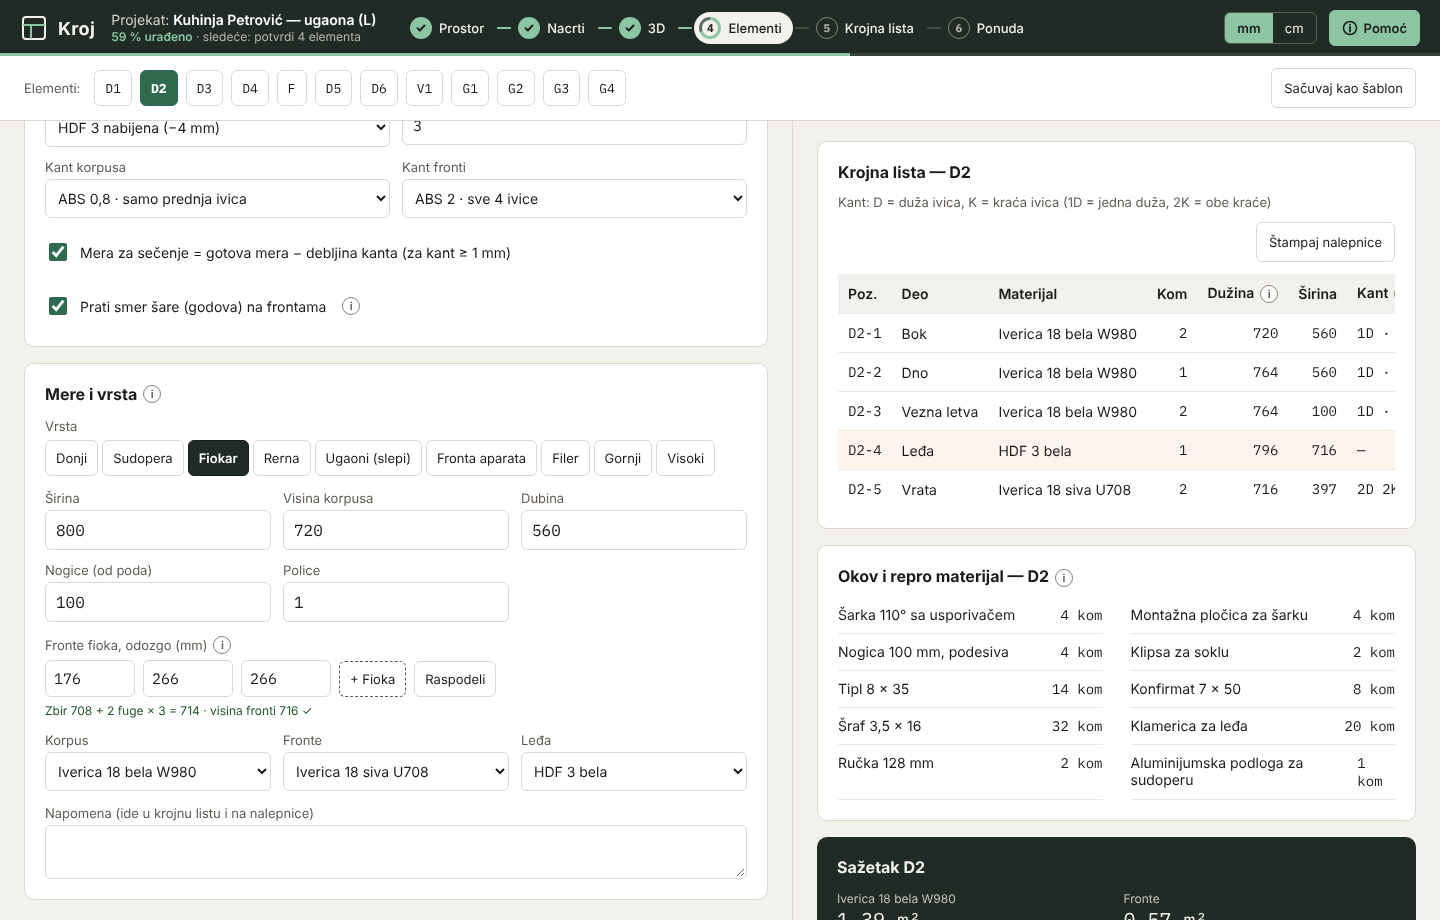 Kroj
Projekat: Kuhinja Petrović — ugaona (L)
59 % urađeno · sledeće: potvrdi 4 elementa
Prostor
Nacrti
3D
4 Elementi
5 Krojna lista
6 Ponuda
mm
cm
Pomoć
Elementi:
D1
D2
D3
D4
F
D5
D6
V1
G1
G2
G3
G4
Sačuvaj kao šablon
HDF 3 nabijena (−4 mm)
3
Kant korpusa
Kant fronti
ABS 0,8 · samo prednja ivica
ABS 2 · sve 4 ivice
Mera za sečenje = gotova mera − debljina kanta (za kant ≥ 1 mm)
Prati smer šare (godova) na frontama
Mere i vrsta
Vrsta
Donji
Sudopera
Fiokar
Rerna
Ugaoni (slepi)
Fronta aparata
Filer
Gornji
Visoki
Širina
Visina korpusa
Dubina
800
720
560
Nogice (od poda)
Police
100
1
Fronte fioka, odozgo (mm)
176
266
266
+ Fioka
Raspodeli
Zbir 708 + 2 fuge × 3 = 714 · visina fronti 716 ✓
Korpus
Fronte
Leđa
Iverica 18 bela W980
Iverica 18 siva U708
HDF 3 bela
Napomena (ide u krojnu listu i na nalepnice)
Krojna lista — D2
Kant: D = duža ivica, K = kraća ivica (1D = jedna duža, 2K = obe kraće)
Štampaj nalepnice
Poz. Deo Materijal Kom Dužina Širina Kant
D2-1 Bok Iverica 18 bela W980 2 720 560 1D ·
D2-2 Dno Iverica 18 bela W980 1 764 560 1D ·
D2-3 Vezna letva Iverica 18 bela W980 2 764 100 1D ·
D2-4 Leđa HDF 3 bela 1 796 716 —
D2-5 Vrata Iverica 18 siva U708 2 716 397 2D 2K
Okov i repro materijal — D2
Šarka 110° sa usporivačem 4 kom
Montažna pločica za šarku 4 kom
Nogica 100 mm, podesiva 4 kom
Klipsa za soklu 2 kom
Tipl 8 × 35 14 kom
Konfirmat 7 × 50 8 kom
Šraf 3,5 × 16 32 kom
Klamerica za leđa 20 kom
Ručka 128 mm 2 kom
Aluminijumska podloga za sudoperu 1 kom
Sažetak D2
Iverica 18 bela W980
Fronte
1,39 m²
0,57 m²